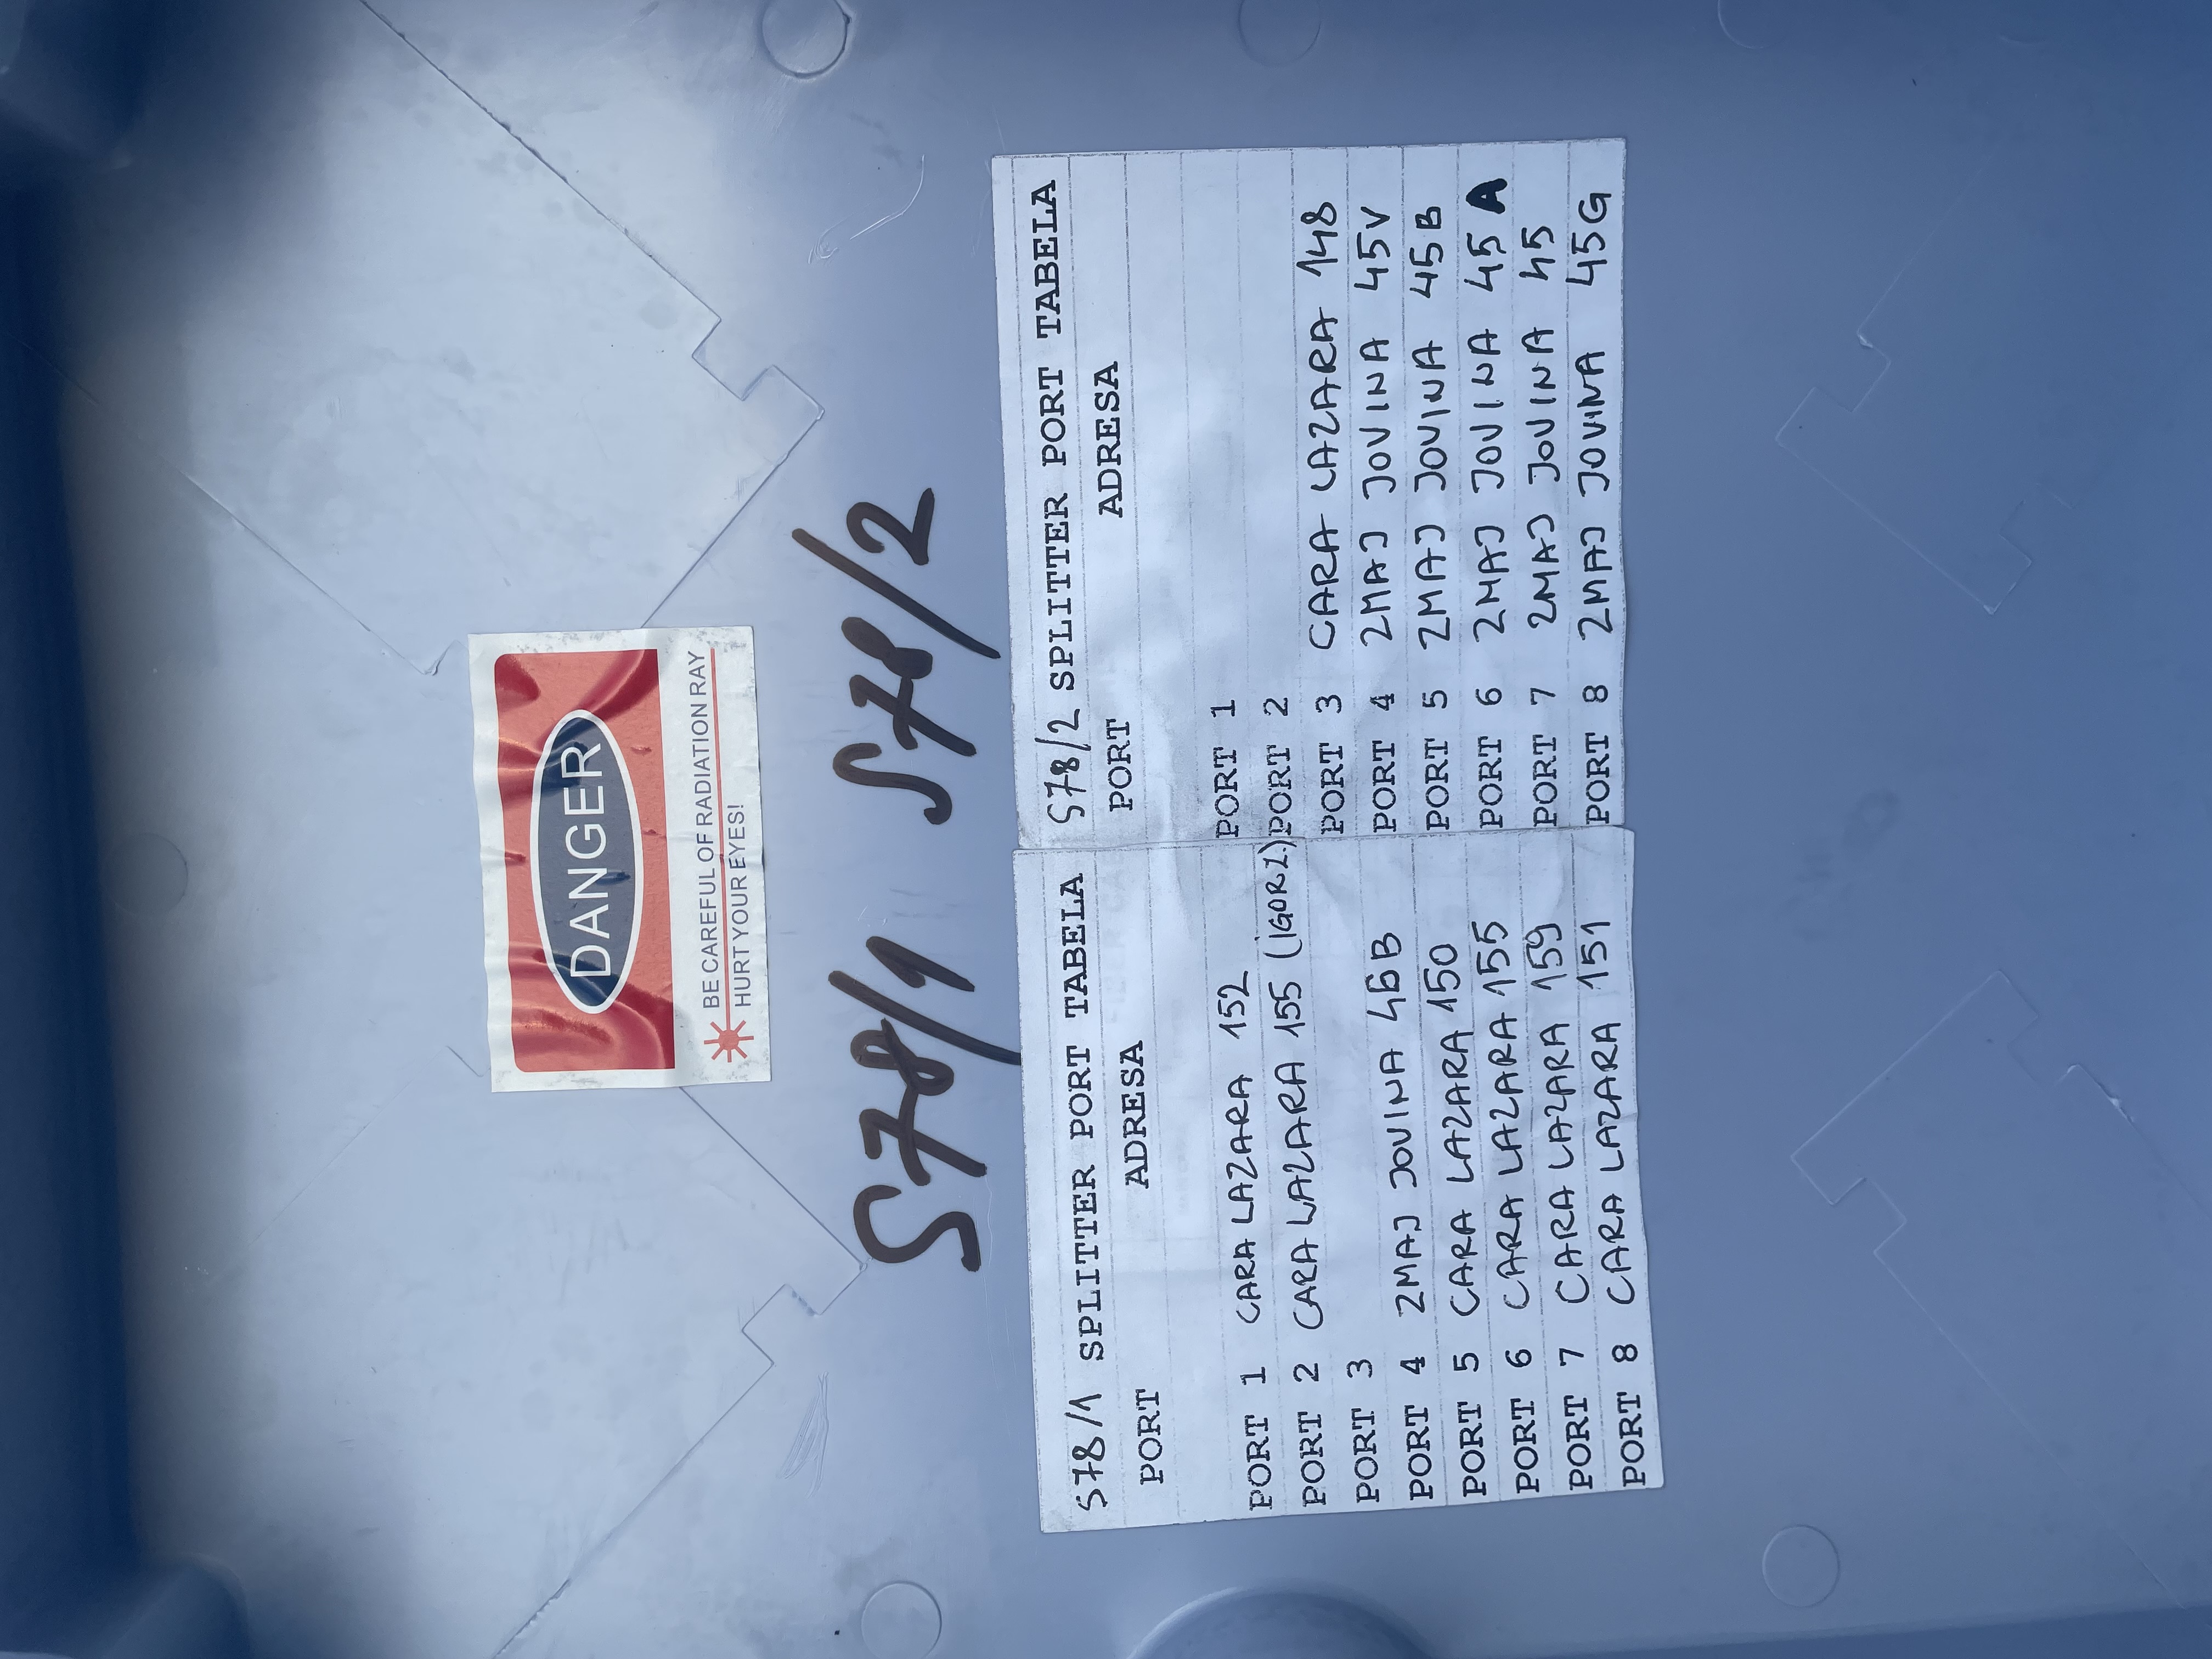 DANGER
BE CAREFUL OF RADIATION RAY
HURT YOUR EYES!
S78/1 S78/2
S78/1 SPLITTER PORT TABELA
PORT ADRESA
PORT 1 CARA LAZARA 152
PORT 2 CARA LAZARA 155 (IGOR I.)
PORT 3
PORT 4 2MAJ JOVINA 46B
PORT 5 CARA LAZARA 150
PORT 6 CARA LAZARA 155
PORT 7 CARA LAZARA 159
PORT 8 CARA LAZARA 151
S78/2 SPLITTER PORT TABELA
PORT ADRESA
PORT 1
PORT 2
PORT 3 CARA LAZARA 148
PORT 4 2MAJ JOVINA 45V
PORT 5 2MAJ JOVINA 45B
PORT 6 2MAJ JOVINA 45 A
PORT 7 2MAJ JOVINA 45
PORT 8 2MAJ JOVINA 45G